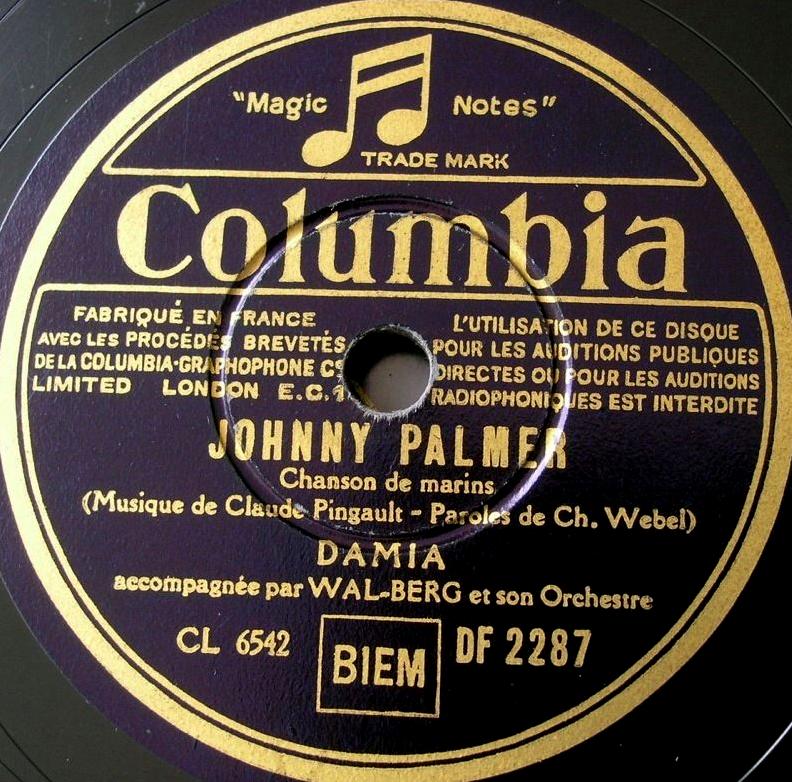 "Magic Notes"
TRADE MARK
Columbia
FABRIQUÉ EN FRANCE
AVEC LES PROCÉDÉS BREVETÉS
DE LA COLUMBIA-GRAPHOPHONE Cº
LIMITED LONDON E.C.1
L'UTILISATION DE CE DISQUE
POUR LES AUDITIONS PUBLIQUES
DIRECTES OU POUR LES AUDITIONS
RADIOPHONIQUES EST INTERDITE
JOHNNY PALMER
Chanson de marins
(Musique de Claude Pingault - Paroles de Ch. Webel)
DAMIA
accompagnée par WAL-BERG et son Orchestre
CL 6542 BIEM DF 2287